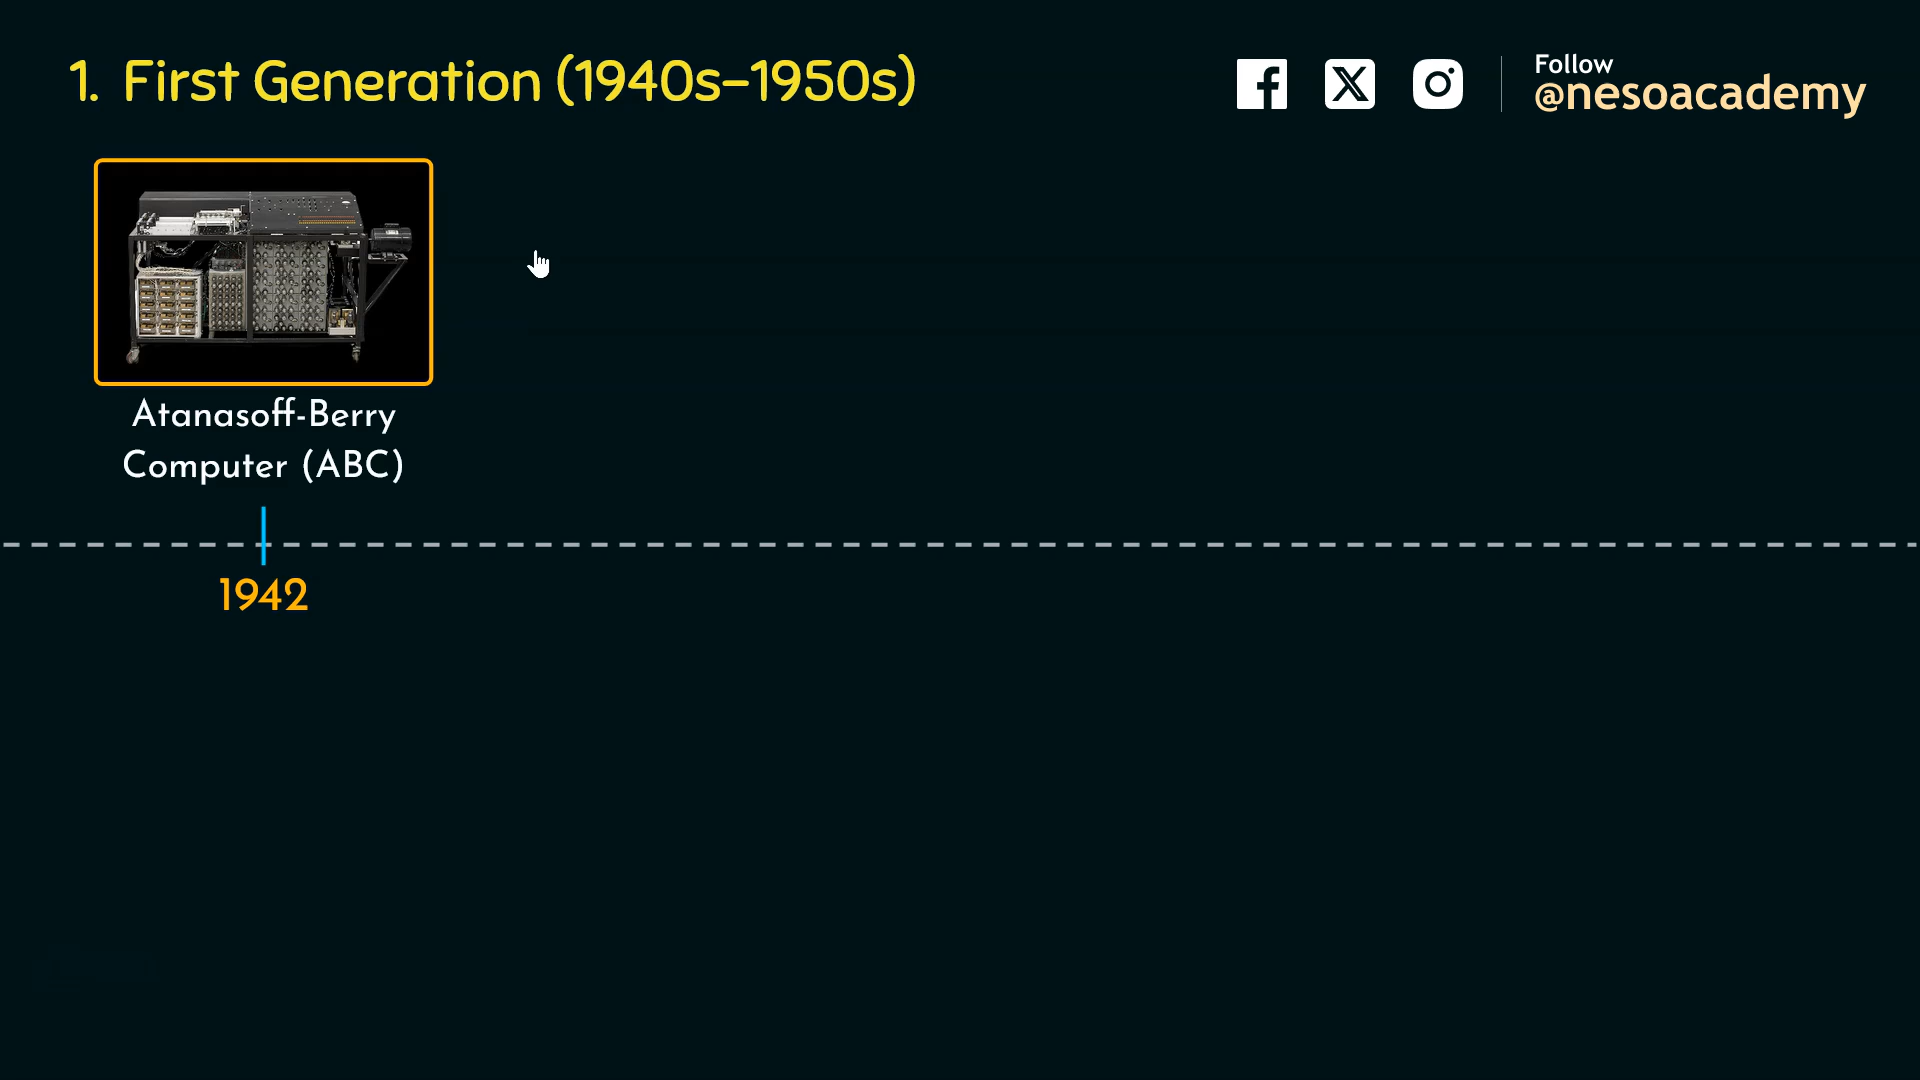 1. First Generation (1940s–1950s)
Follow
@nesoacademy
Atanasoff-Berry
Computer (ABC)
1942